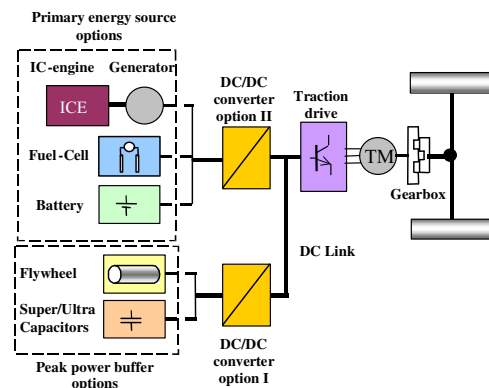 Primary energy source
options
IC-engine Generator
ICE
Fuel-Cell
Battery
DC/DC
converter
option II
Traction
drive
TM
Gearbox
DC Link
Flywheel
Super/Ultra
Capacitors
DC/DC
converter
option I
Peak power buffer
options